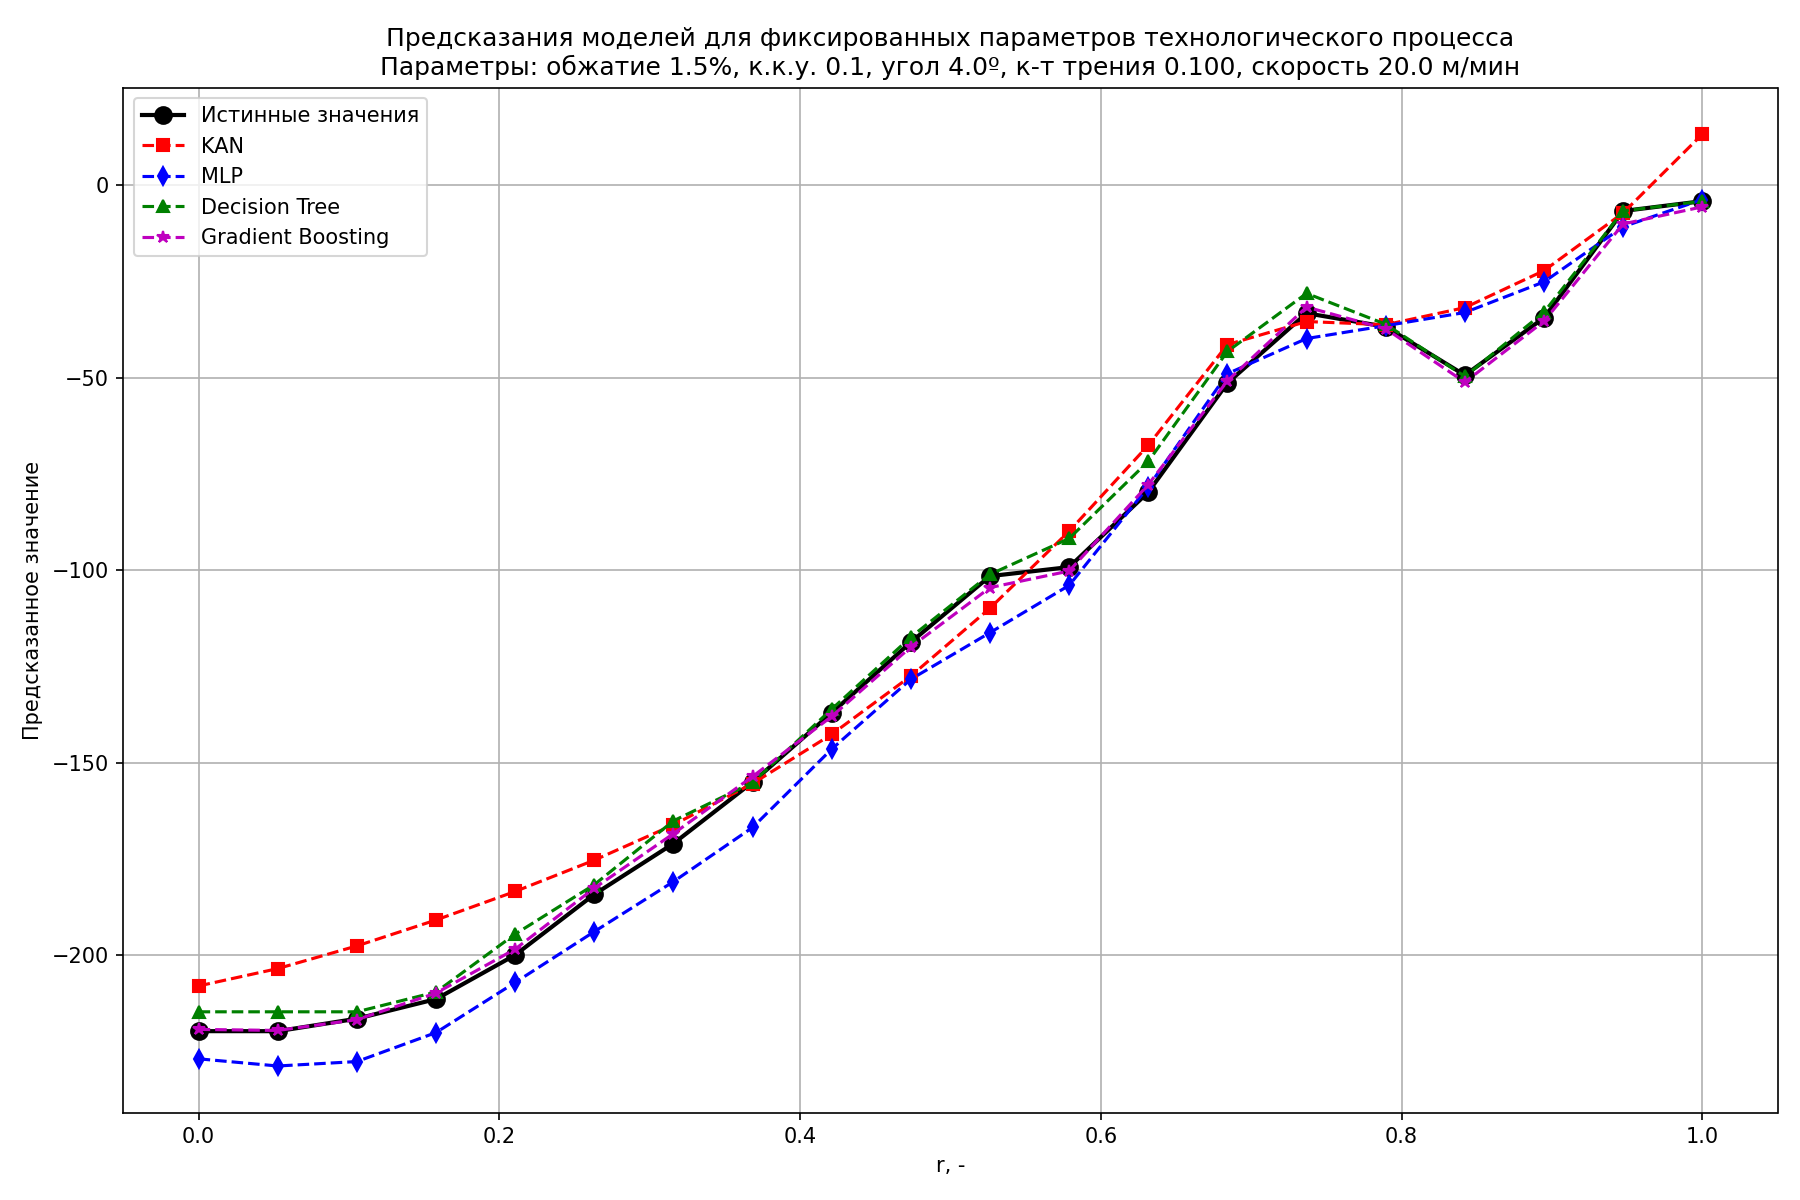 Предсказания моделей для фиксированных параметров технологического процесса
Параметры: обжатие 1.5%, к.к.у. 0.1, угол 4.0º, к-т трения 0.100, скорость 20.0 м/мин
Истинные значения
KAN
MLP
Decision Tree
Gradient Boosting
Предсказанное значение
0
−50
−100
−150
−200
0.0 0.2 0.4 0.6 0.8 1.0
r, -